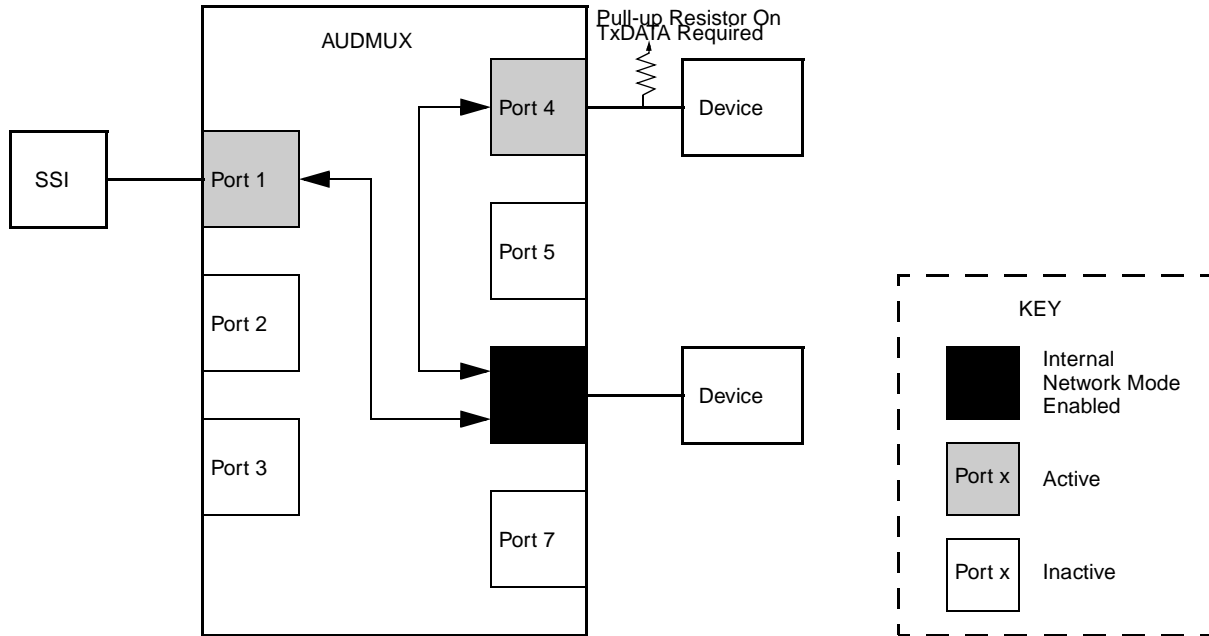 Pull-up Resistor On
TxDATA Required
AUDMUX
Port 4
Device
SSI
Port 1
Port 5
Port 2
KEY
Internal
Network Mode
Enabled
Device
Port 3
Port x
Active
Port 7
Port x
Inactive